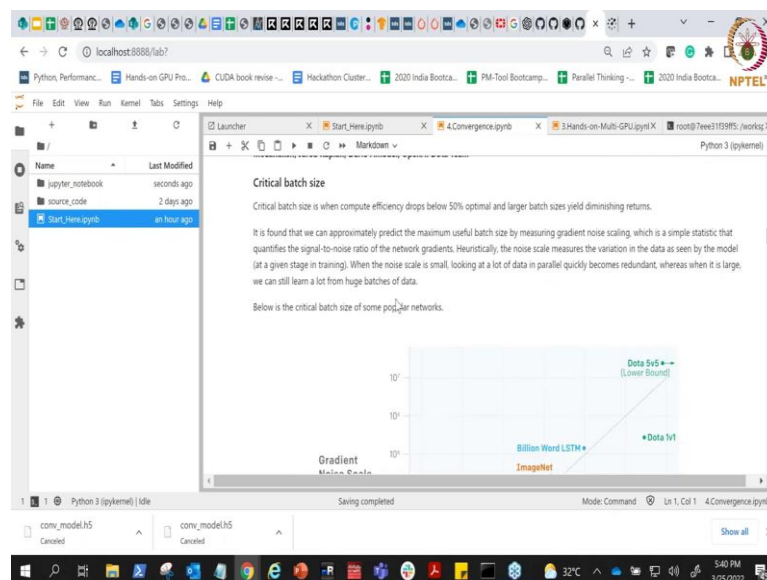 localhost:8888/lab?
NPTEL
Python, Performanc...
Hands-on GPU Pro...
CUDA book revise -...
Hackathon Cluster...
2020 India Bootca...
PM-Tool Bootcamp...
Parallel Thinking -...
2020 India Bootca...
File Edit View Run Kernel Tabs Settings Help
Launcher
Start_Here.ipynb
4.Convergence.ipynb
3.Hands-on-Multi-GPU.ipynl
root@7eee31f39ff5: /worksp
Markdown
Python 3 (ipykernel)
/
Name
Last Modified
jupyter_notebook seconds ago
source_code 2 days ago
Start_Here.ipynb an hour ago
Critical batch size
Critical batch size is when compute efficiency drops below 50% optimal and larger batch sizes yield diminishing returns.
It is found that we can approximately predict the maximum useful batch size by measuring gradient noise scaling, which is a simple statistic that
quantifies the signal-to-noise ratio of the network gradients. Heuristically, the noise scale measures the variation in the data as seen by the model
(at a given stage in training). When the noise scale is small, looking at a lot of data in parallel quickly becomes redundant, whereas when it is large,
we can still learn a lot from huge batches of data.
Below is the critical batch size of some popular networks.
Dota 5v5
(Lower Bound)
10⁷
Dota 1v1
Billion Word LSTM
ImageNet
Gradient
Noise Scale
1 1 Python 3 (ipykernel) | Idle
Saving completed
Mode: Command
Ln 1, Col 1
4.Convergence.ipynl
conv_model.h5
Canceled
conv_model.h5
Canceled
Show all
32°C
5:40 PM
3/25/2022